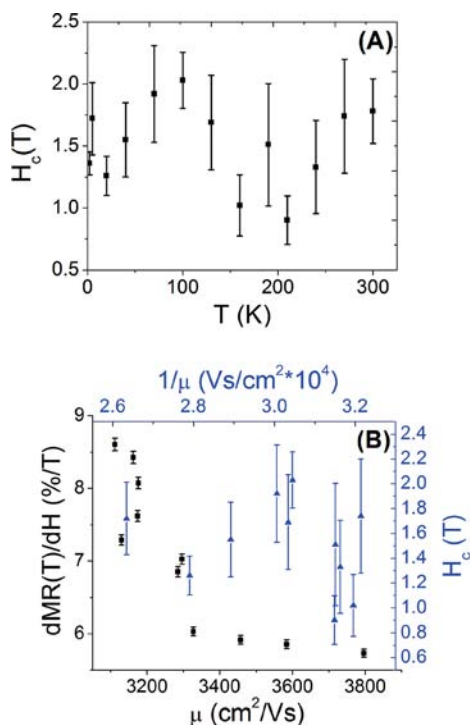 (A)
2.5
2.0
1.5
1.0
0.5
H_c(T)
0 100 200 300
T (K)
1/μ (Vs/cm²*10⁴)
2.6 2.8 3.0 3.2
(B)
9
8
7
6
dMR(T)/dH (%/T)
2.4
2.2
2.0
1.8
1.6
1.4
1.2
1.0
0.8
0.6
H_c (T)
3200 3400 3600 3800
μ (cm²/Vs)